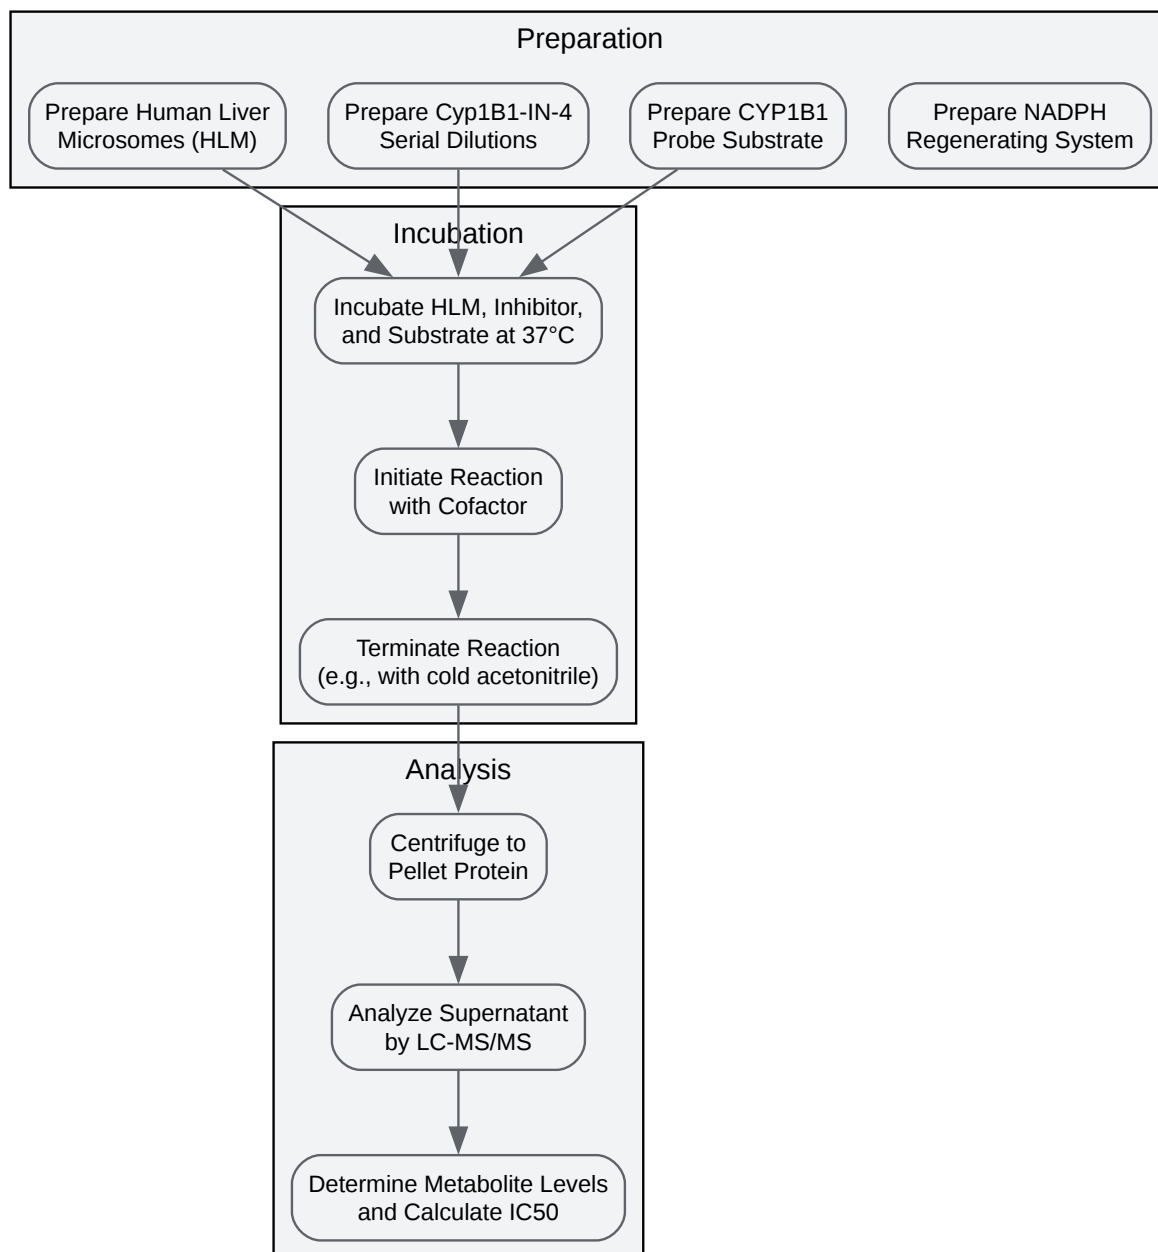 Preparation
Prepare Human Liver
Microsomes (HLM)
Prepare Cyp1B1-IN-4
Serial Dilutions
Prepare CYP1B1
Probe Substrate
Prepare NADPH
Regenerating System
Incubation
Incubate HLM, Inhibitor,
and Substrate at 37°C
Initiate Reaction
with Cofactor
Terminate Reaction
(e.g., with cold acetonitrile)
Analysis
Centrifuge to
Pellet Protein
Analyze Supernatant
by LC-MS/MS
Determine Metabolite Levels
and Calculate IC50